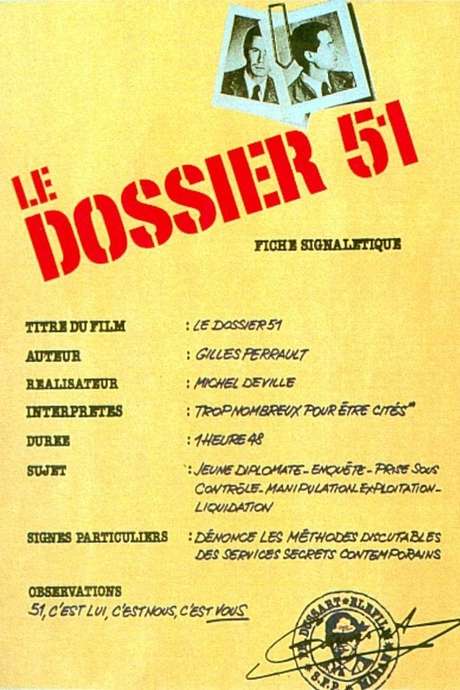 LE
DOSSIER 51
FICHE SIGNALETIQUE
TITRE DU FILM : LE DOSSIER 51
AUTEUR : GILLES PERRAULT
REALISATEUR : MICHEL DEVILLE
INTERPRETES : TROP NOMBREUX POUR ÊTRE CITÉS*
DUREE : 1 HEURE 48
SUJET : JEUNE DIPLOMATE - ENQUÊTE - PRISE SOUS
CONTRÔLE - MANIPULATION. EXPLOITATION -
LIQUIDATION
SIGNES PARTICULIERS : DÉNONCE LES MÉTHODES DISCUTABLES
DES SERVICES SECRETS CONTEMPORAINS
OBSERVATIONS
51, C'EST LUI, C'EST NOUS, C'EST VOUS
ELEFILM
S.F.P.